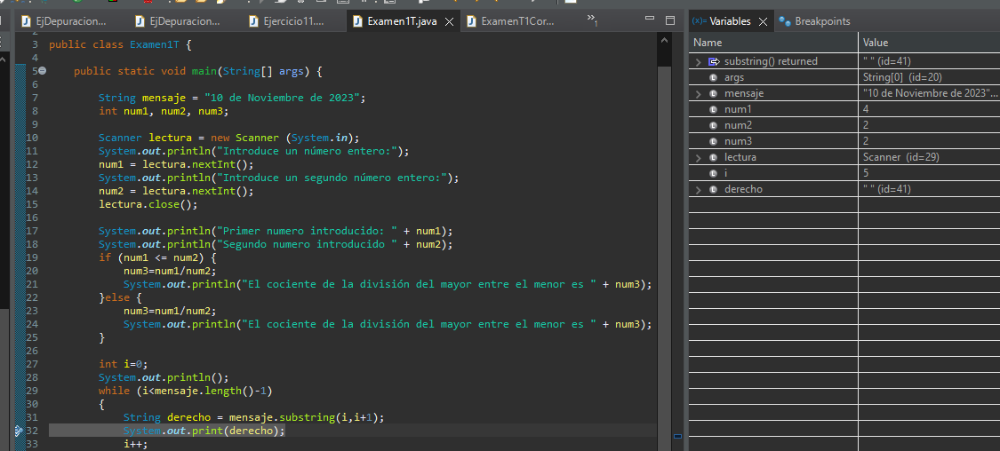 EjDepuracion...
EjDepuracion...
Ejercicio11....
Examen1T.java
ExamenT1Cor...
»1
(x)= Variables
Breakpoints
3 public class Examen1T {
4
5 public static void main(String[] args) {
6
7 String mensaje = "10 de Noviembre de 2023";
8 int num1, num2, num3;
9
10 Scanner lectura = new Scanner (System.in);
11 System.out.println("Introduce un número entero:");
12 num1 = lectura.nextInt();
13 System.out.println("Introduce un segundo número entero:");
14 num2 = lectura.nextInt();
15 lectura.close();
16
17 System.out.println("Primer numero introducido: " + num1);
18 System.out.println("Segundo numero introducido " + num2);
19 if (num1 <= num2) {
20 num3=num1/num2;
21 System.out.println("El cociente de la división del mayor entre el menor es " + num3);
22 }else {
23 num3=num1/num2;
24 System.out.println("El cociente de la división del mayor entre el menor es " + num3);
25 }
26
27 int i=0;
28 System.out.println();
29 while (i<mensaje.length()-1)
30 {
31 String derecho = mensaje.substring(i,i+1);
32 System.out.print(derecho);
33 i++;
Name Value
substring() returned " " (id=41)
args String[0] (id=20)
mensaje "10 de Noviembre de 2023"...
num1 4
num2 2
num3 2
lectura Scanner (id=29)
i 5
derecho " " (id=41)